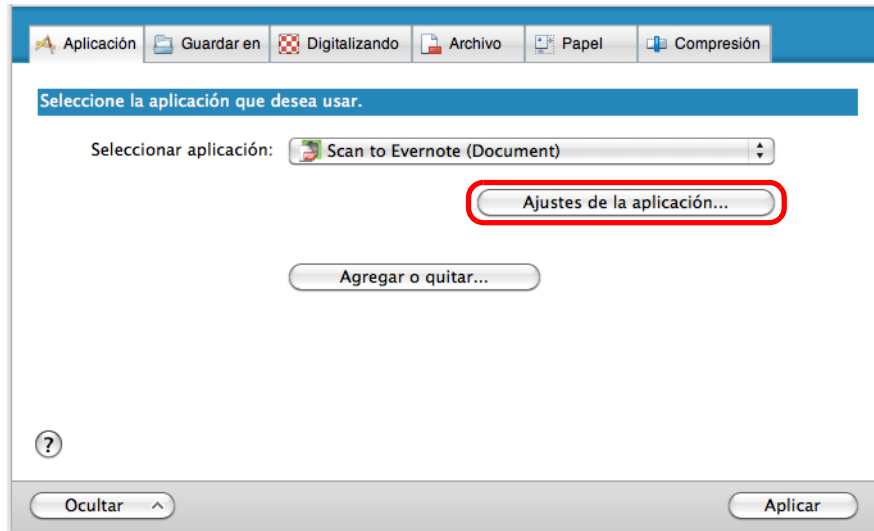 Aplicación Guardar en Digitalizando Archivo Papel Compresión
Seleccione la aplicación que desea usar.
Seleccionar aplicación: Scan to Evernote (Document)
Ajustes de la aplicación...
Agregar o quitar...
?
Ocultar Aplicar